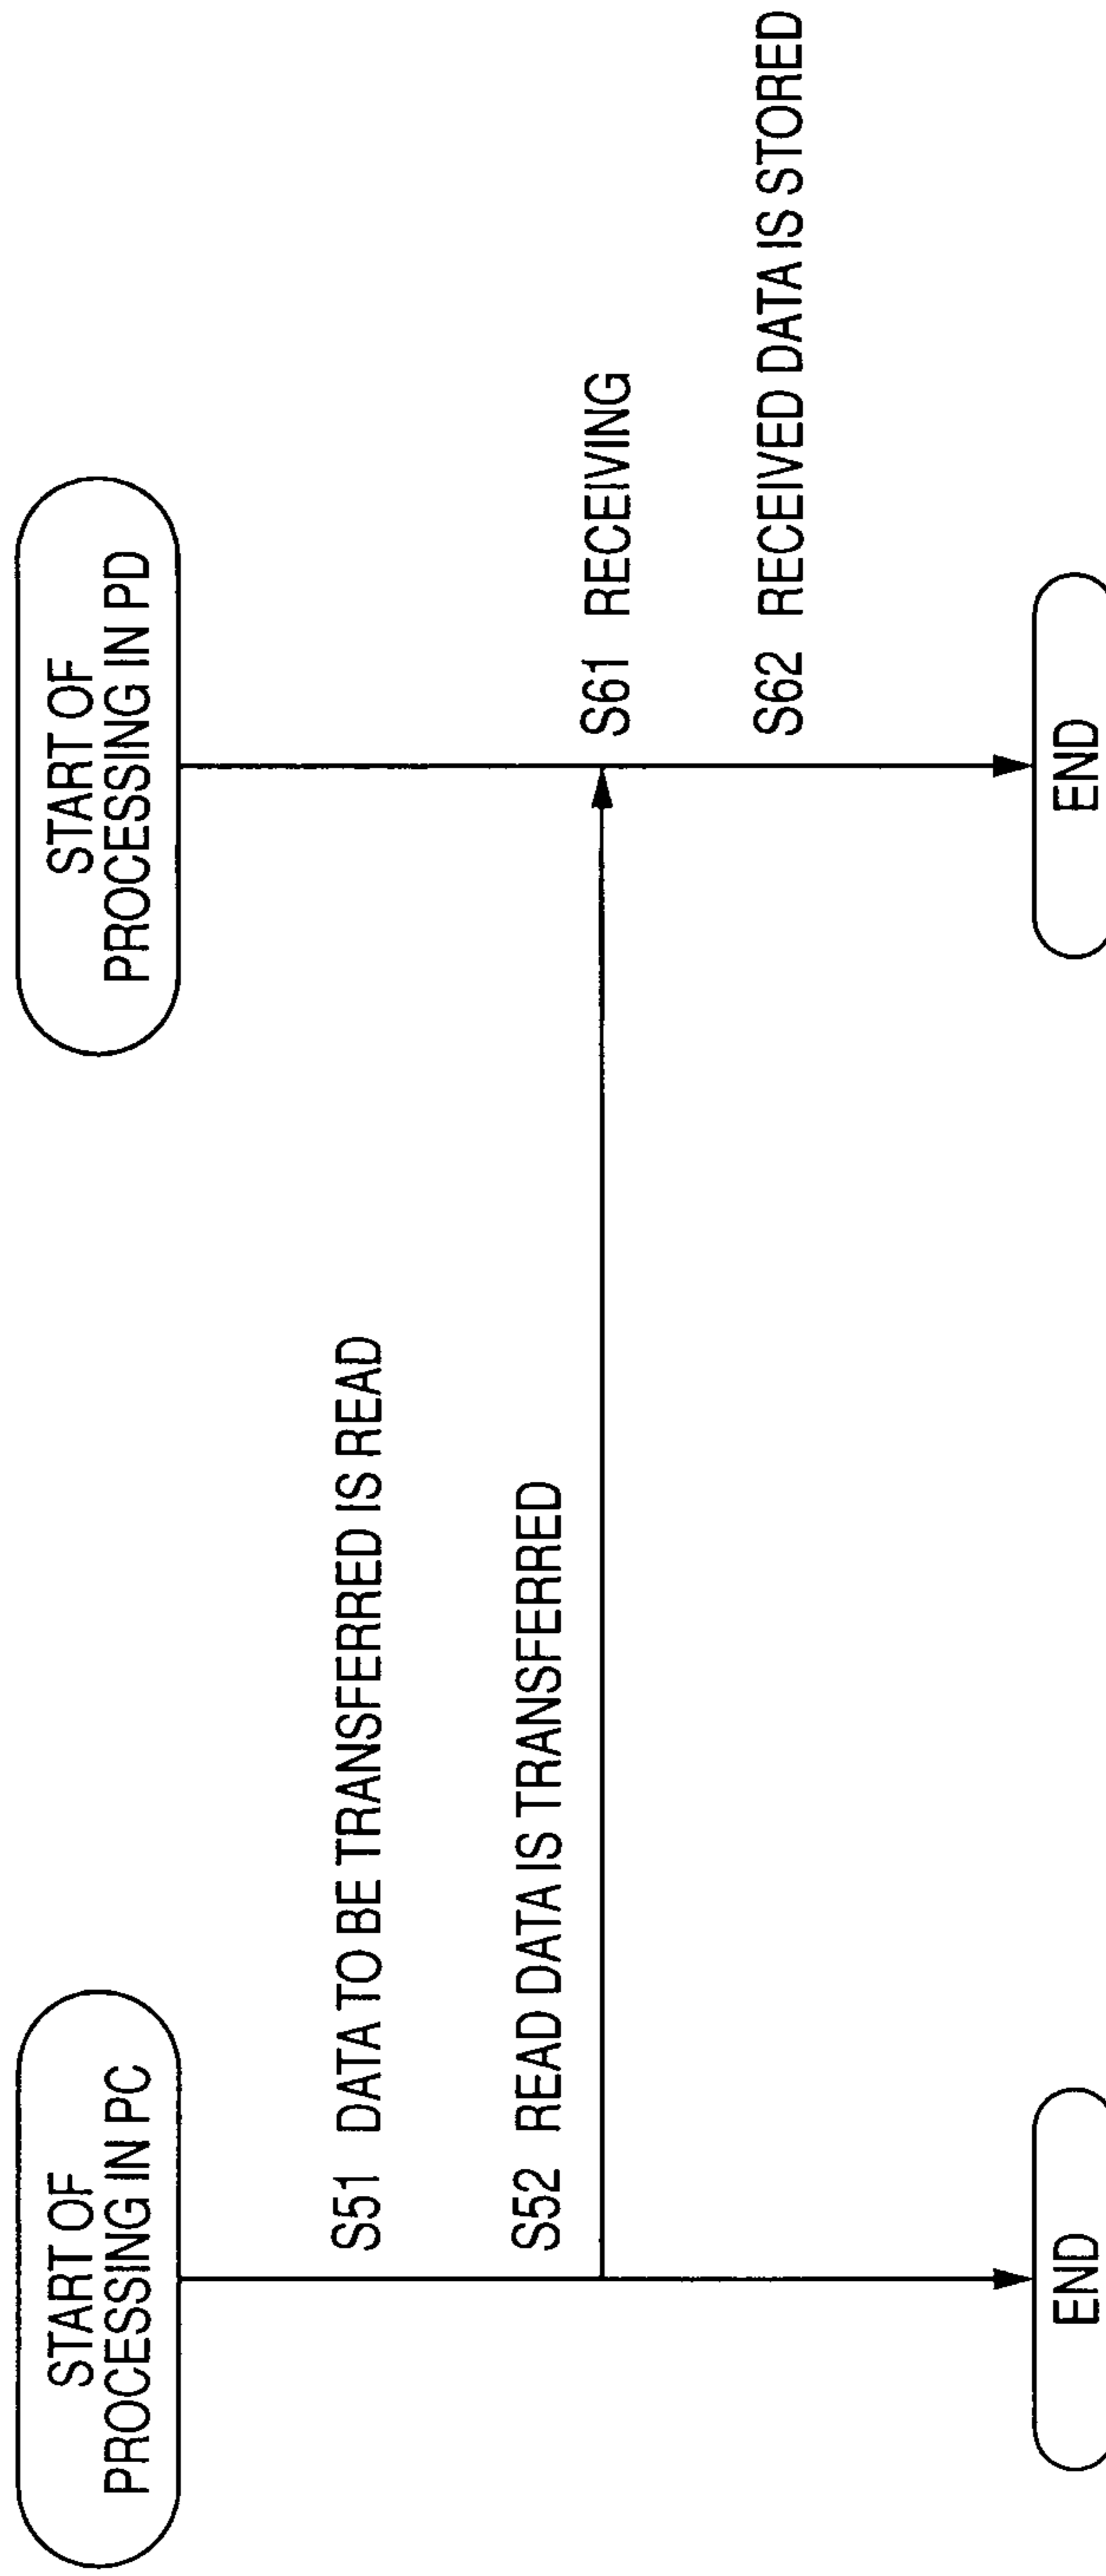 START OF
PROCESSING IN PC
S51 DATA TO BE TRANSFERRED IS READ
S52 READ DATA IS TRANSFERRED
END
START OF
PROCESSING IN PD
S61 RECEIVING
S62 RECEIVED DATA IS STORED
END